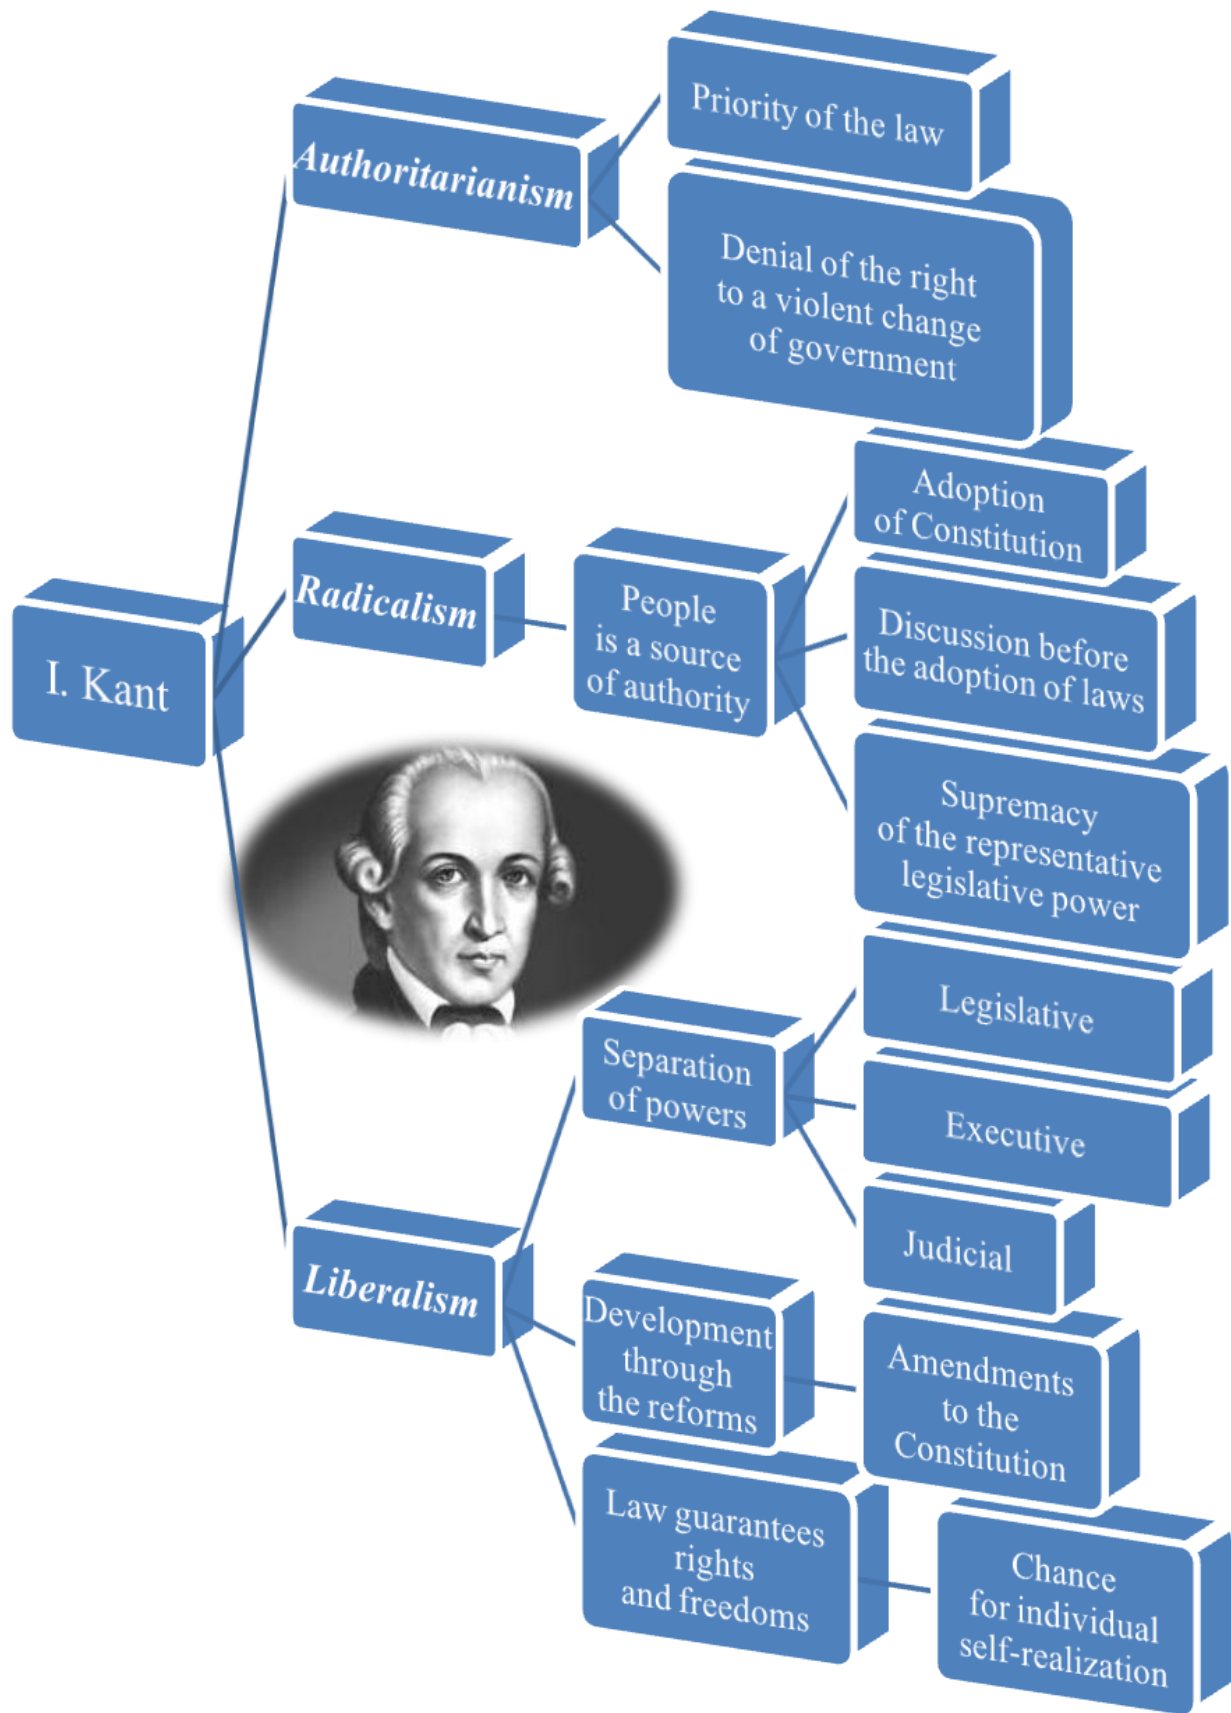 I. Kant
Authoritarianism
Priority of the law
Denial of the right
to a violent change
of government
Radicalism
People
is a source
of authority
Adoption
of Constitution
Discussion before
the adoption of laws
Supremacy
of the representative
legislative power
Liberalism
Separation
of powers
Legislative
Executive
Judicial
Development
through
the reforms
Amendments
to the
Constitution
Law guarantees
rights
and freedoms
Chance
for individual
self-realization